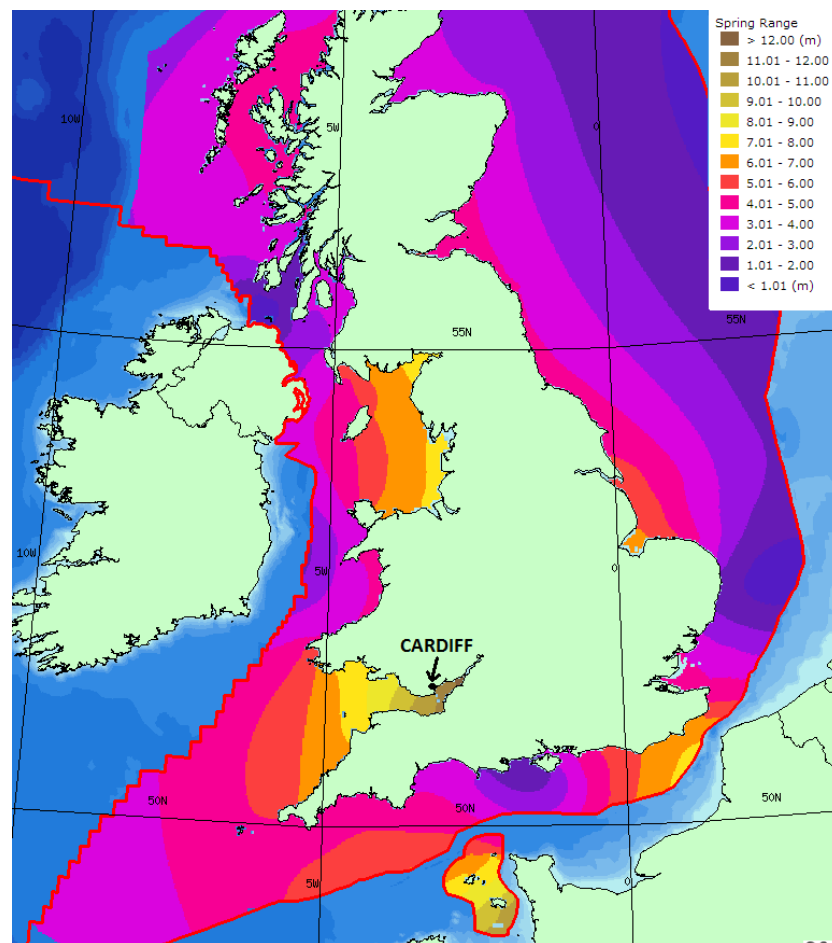 Spring Range
> 12.00 (m)
11.01 - 12.00
10.01 - 11.00
9.01 - 10.00
8.01 - 9.00
7.01 - 8.00
6.01 - 7.00
5.01 - 6.00
4.01 - 5.00
3.01 - 4.00
2.01 - 3.00
1.01 - 2.00
< 1.01 (m)
10W
5W
0
55N
55N
10W
5W
0
CARDIFF
50N
50N
50N
5W
0